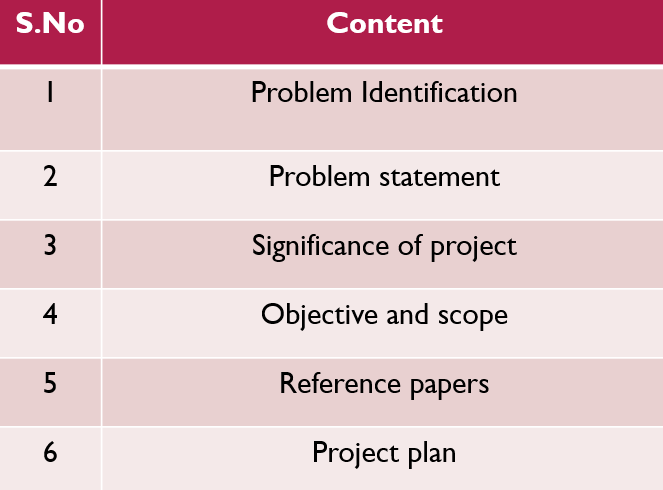 S.No Content
1 Problem Identification
2 Problem statement
3 Significance of project
4 Objective and scope
5 Reference papers
6 Project plan